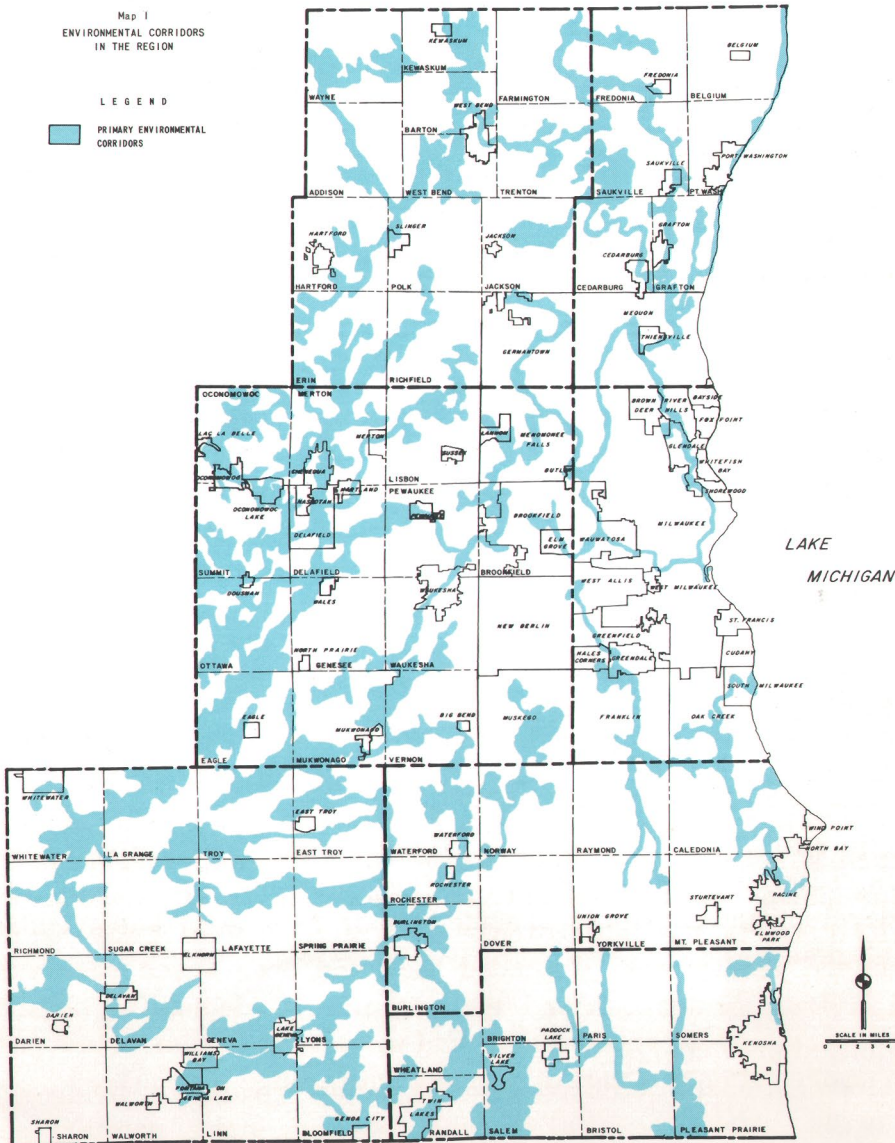 Map I
ENVIRONMENTAL CORRIDORS
IN THE REGION
LEGEND
PRIMARY ENVIRONMENTAL
CORRIDORS
KEWASKUM
BELGIUM
KEWASKUM
FREDONIA
WAYNE
WEST BEND
FARMINGTON
FREDONIA
BELGIUM
BARTON
PORT WASHINGTON
SAUKVILLE
ADDISON
WEST BEND
TRENTON
SAUKVILLE
PT WASH
HARTFORD
SLINGER
JACKSON
GRAFTON
CEDARBURG
HARTFORD
POLK
JACKSON
CEDARBURG
GRAFTON
MEQUON
THIENSVILLE
GERMANTOWN
ERIN
RICHFIELD
OCONOMOWOC
MERTON
BROWN DEER
RIVER HILLS
BAYSIDE
FOX POINT
LAC LA BELLE
MERTON
LANNON
MENOMONEE
FALLS
GLENDALE
SUSSEX
WHITEFISH
BAY
CHENEQUA
BUTLER
OCONOMOWOC
LISBON
HARTLAND
PEWAUKEE
SHOREWOOD
NASHOTAH
OCONOMOWOC
LAKE
PEWAUKEE
BROOKFIELD
MILWAUKEE
DELAFIELD
ELM
GROVE
WAUWATOSA
LAKE
MICHIGAN
SUMMIT
DELAFIELD
BROOKFIELD
DOUSMAN
WALES
WAUKESHA
WEST ALLIS
WEST MILWAUKEE
ST. FRANCIS
NEW BERLIN
GREENFIELD
CUDAHY
NORTH PRAIRIE
HALES
CORNERS
GREENDALE
OTTAWA
GENESEE
WAUKESHA
SOUTH MILWAUKEE
EAGLE
BIG BEND
MUSKEGO
FRANKLIN
OAK CREEK
MUKWONAGO
EAGLE
MUKWONAGO
VERNON
WHITEWATER
EAST TROY
WIND POINT
WATERFORD
NORTH BAY
WHITEWATER
LA GRANGE
TROY
EAST TROY
WATERFORD
NORWAY
RAYMOND
CALEDONIA
ROCHESTER
RACINE
ROCHESTER
STURTEVANT
BURLINGTON
UNION GROVE
ELMWOOD
PARK
RICHMOND
SUGAR CREEK
LAFAYETTE
SPRING PRAIRIE
DOVER
YORKVILLE
MT. PLEASANT
ELKHORN
DELAVAN
BURLINGTON
DARIEN
LAKE
GENEVA
SCALE IN MILES
0 1 2 3 4
DARIEN
DELAVAN
GENEVA
LYONS
BRIGHTON
PADDOCK
LAKE
PARIS
SOMERS
KENOSHA
WILLIAMS
BAY
SILVER
LAKE
WHEATLAND
FONTANA ON
GENEVA LAKE
WALWORTH
TWIN
LAKES
SHARON
GENOA CITY
SHARON
WALWORTH
LINN
BLOOMFIELD
RANDALL
SALEM
BRISTOL
PLEASANT PRAIRIE